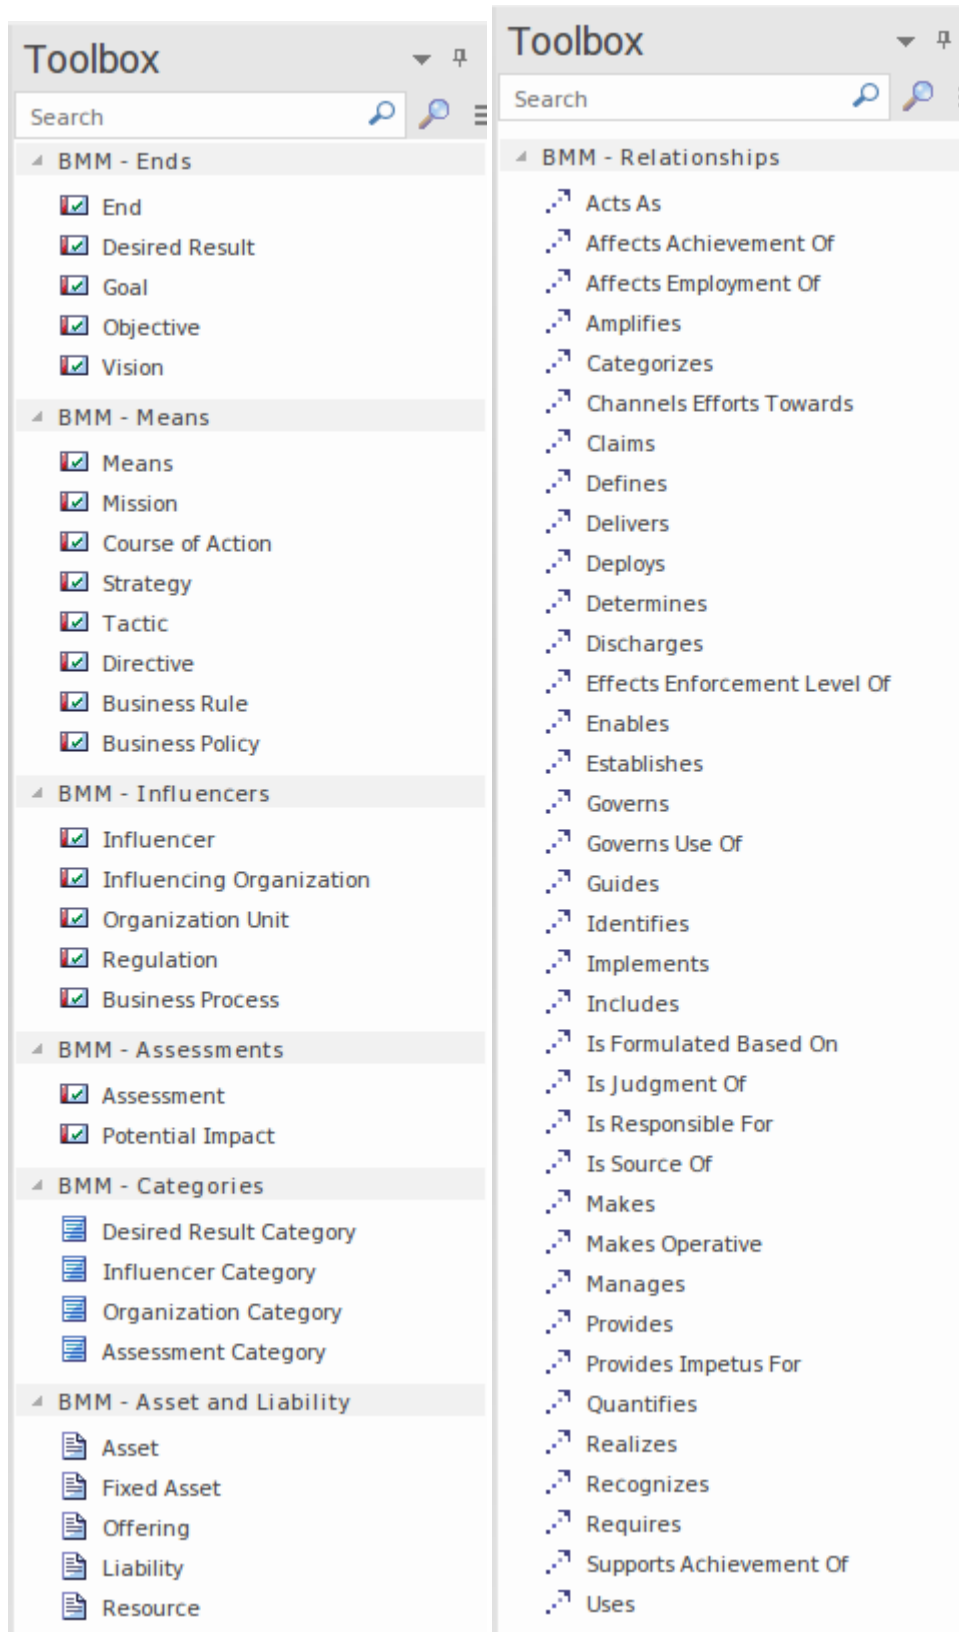 Toolbox
Search
BMM - Ends
End
Desired Result
Goal
Objective
Vision
BMM - Means
Means
Mission
Course of Action
Strategy
Tactic
Directive
Business Rule
Business Policy
BMM - Influencers
Influencer
Influencing Organization
Organization Unit
Regulation
Business Process
BMM - Assessments
Assessment
Potential Impact
BMM - Categories
Desired Result Category
Influencer Category
Organization Category
Assessment Category
BMM - Asset and Liability
Asset
Fixed Asset
Offering
Liability
Resource
Toolbox
Search
BMM - Relationships
Acts As
Affects Achievement Of
Affects Employment Of
Amplifies
Categorizes
Channels Efforts Towards
Claims
Defines
Delivers
Deploys
Determines
Discharges
Effects Enforcement Level Of
Enables
Establishes
Governs
Governs Use Of
Guides
Identifies
Implements
Includes
Is Formulated Based On
Is Judgment Of
Is Responsible For
Is Source Of
Makes
Makes Operative
Manages
Provides
Provides Impetus For
Quantifies
Realizes
Recognizes
Requires
Supports Achievement Of
Uses